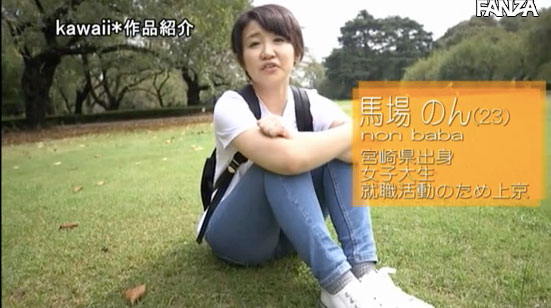 FANZA
kawaii*作品紹介
馬場 のん(23)
non baba
宮崎県出身
女子大生
就職活動のため上京